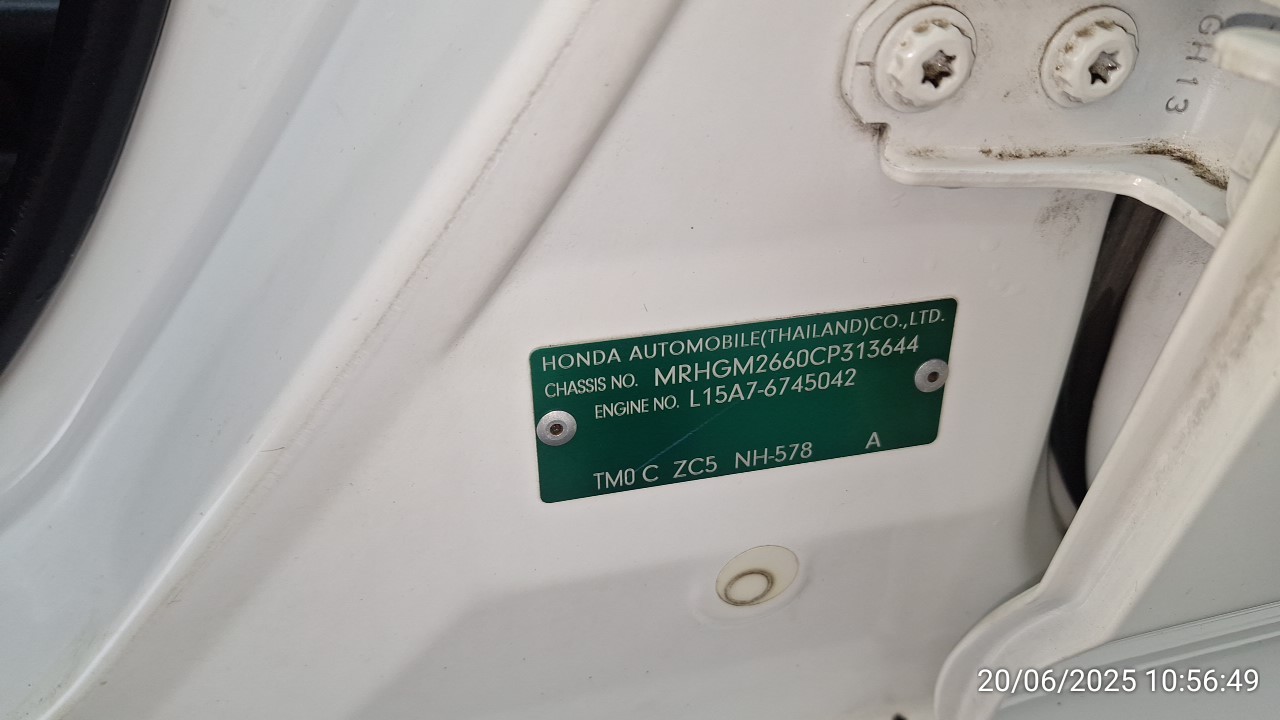 GH13
HONDA AUTOMOBILE(THAILAND)CO.,LTD.
CHASSIS NO. MRHGM2660CP313644
ENGINE NO. L15A7-6745042
TM0 C ZC5 NH-578 A
20/06/2025 10:56:49